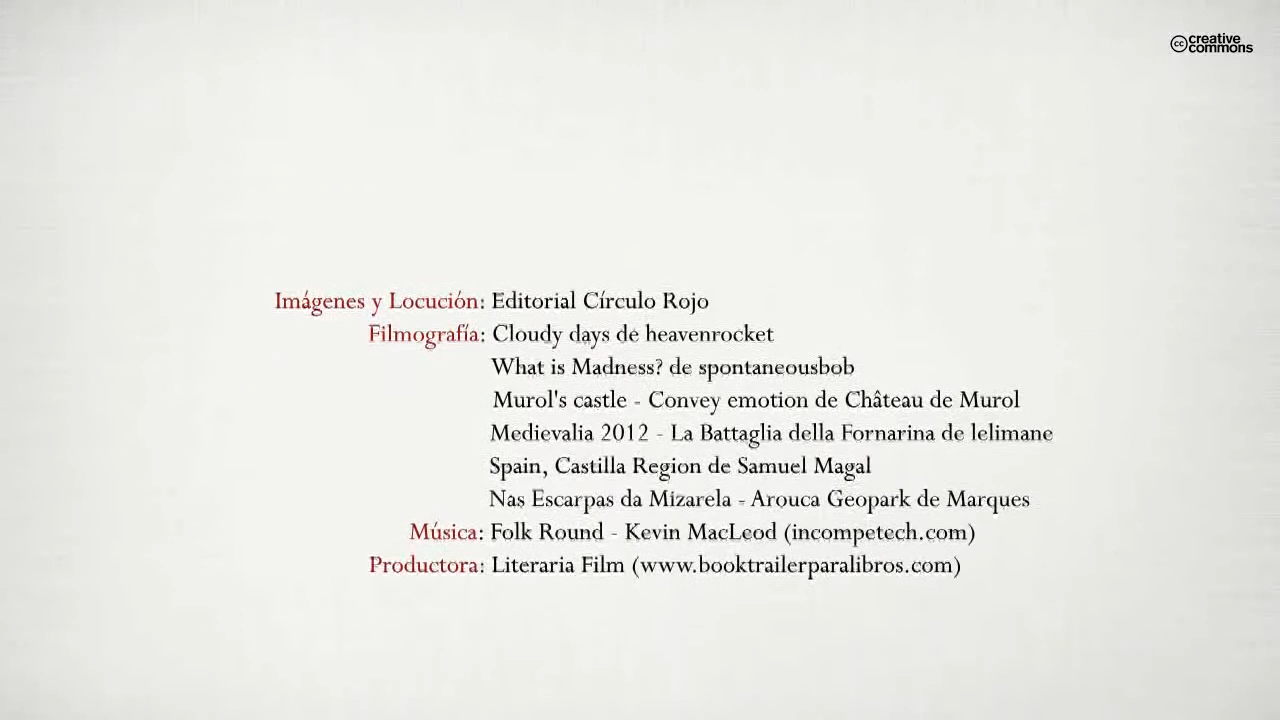 cc creative
commons
Imágenes y Locución: Editorial Círculo Rojo
Filmografía: Cloudy days de heavenrocket
What is Madness? de spontaneousbob
Murol's castle - Convey emotion de Château de Murol
Medievalia 2012 - La Battaglia della Fornarina de lelimane
Spain, Castilla Region de Samuel Magal
Nas Escarpas da Mizarela - Arouca Geopark de Marques
Música: Folk Round - Kevin MacLeod (incompetech.com)
Productora: Literaria Film (www.booktrailerparalibros.com)